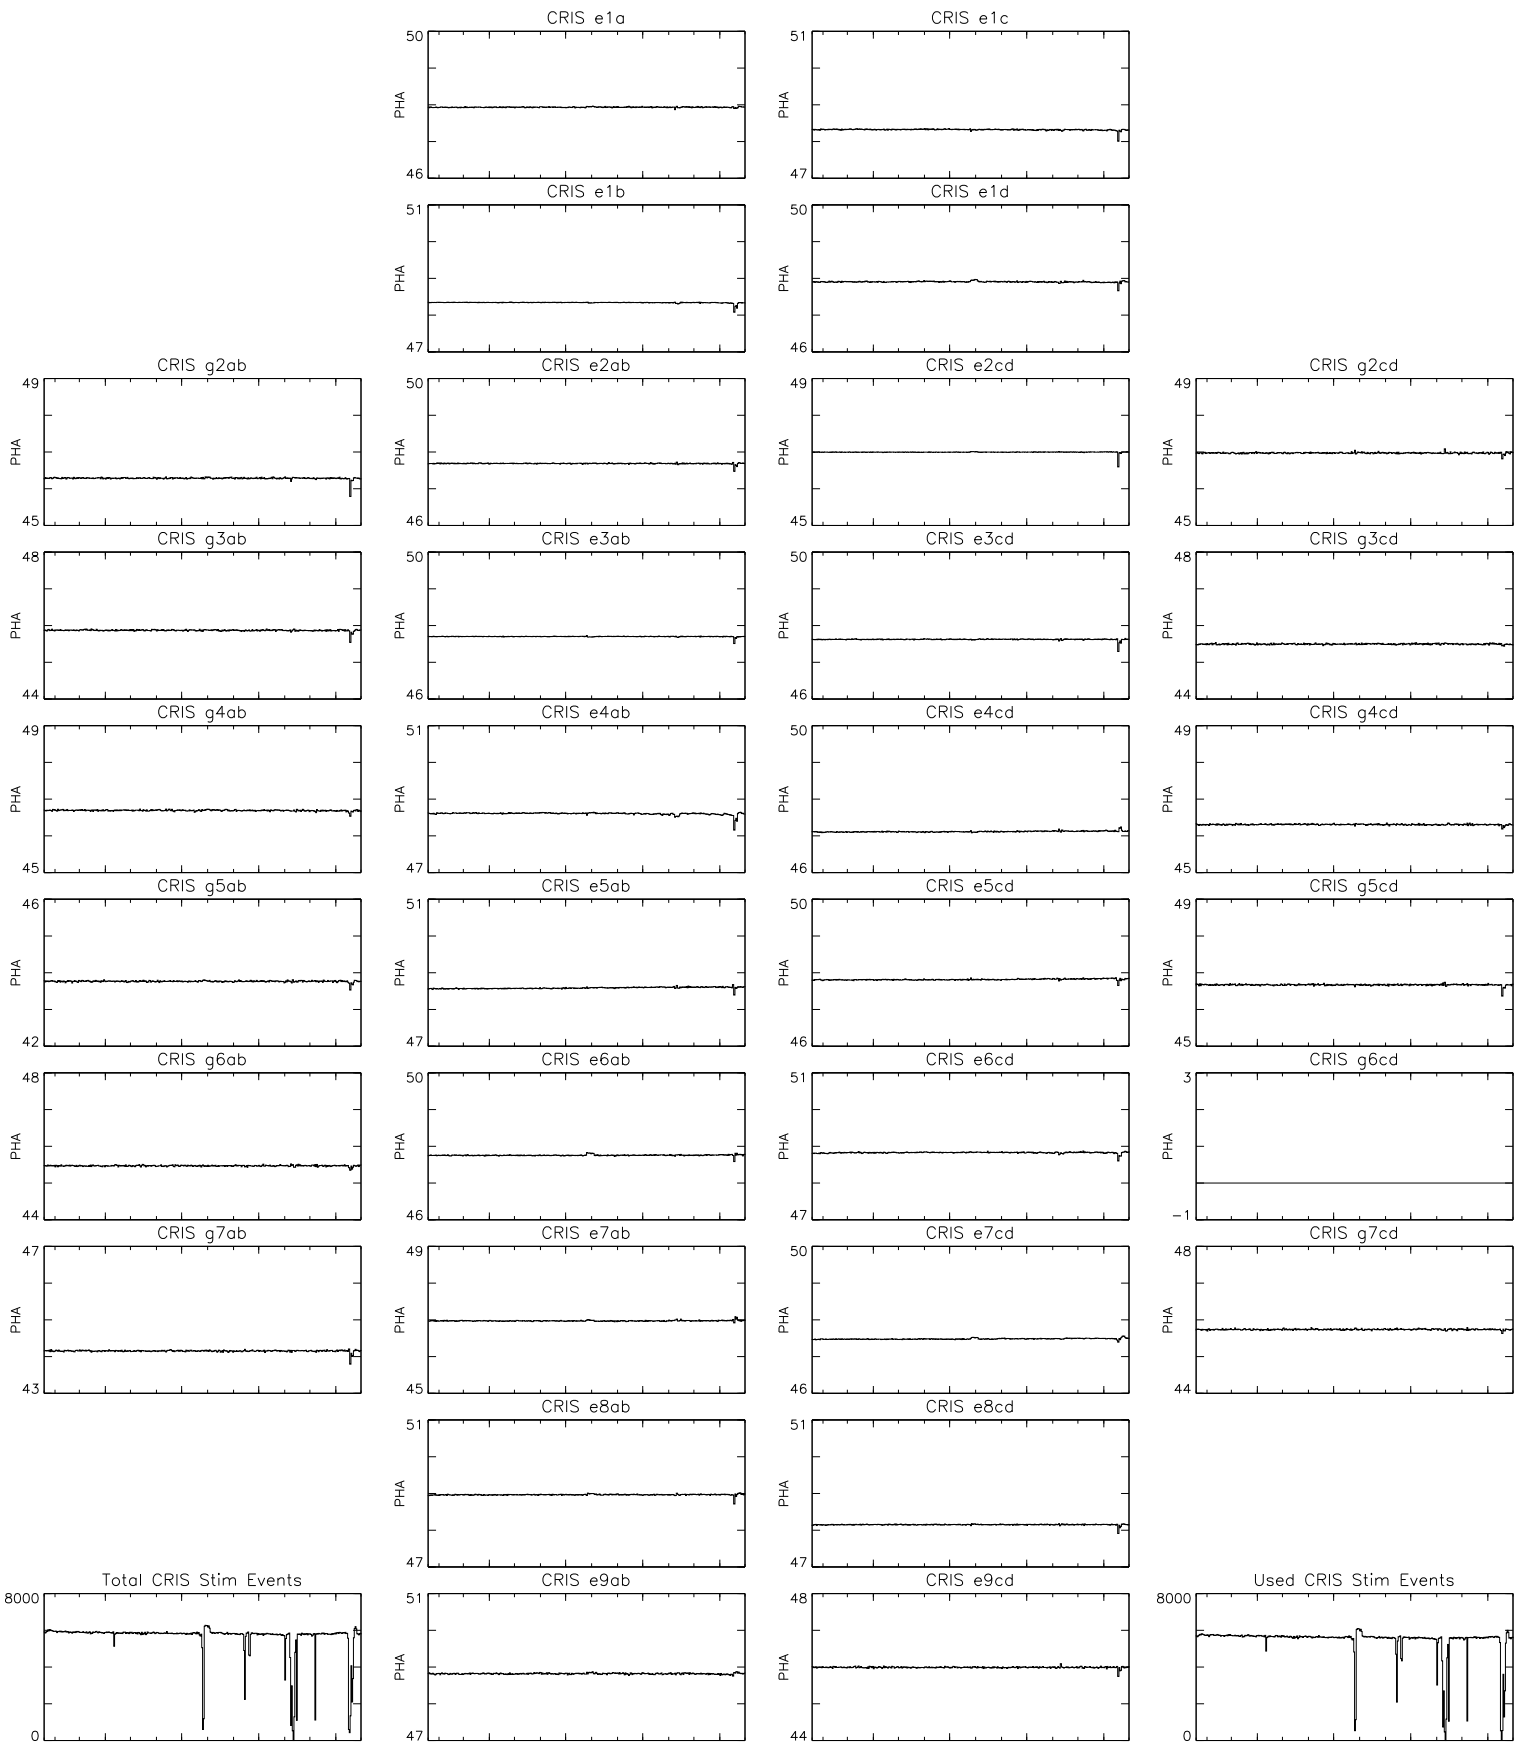 CRIS e1a
CRIS e1c
50
PHA
46
51
PHA
47
CRIS e1b
CRIS e1d
51
PHA
47
50
PHA
46
CRIS g2ab
CRIS e2ab
CRIS e2cd
CRIS g2cd
49
PHA
45
50
PHA
46
49
PHA
45
49
PHA
45
CRIS g3ab
CRIS e3ab
CRIS e3cd
CRIS g3cd
48
PHA
44
50
PHA
46
50
PHA
46
48
PHA
44
CRIS g4ab
CRIS e4ab
CRIS e4cd
CRIS g4cd
49
PHA
45
51
PHA
47
50
PHA
46
49
PHA
45
CRIS g5ab
CRIS e5ab
CRIS e5cd
CRIS g5cd
46
PHA
42
51
PHA
47
50
PHA
46
49
PHA
45
CRIS g6ab
CRIS e6ab
CRIS e6cd
CRIS g6cd
48
PHA
44
50
PHA
46
51
PHA
47
3
PHA
-1
CRIS g7ab
CRIS e7ab
CRIS e7cd
CRIS g7cd
47
PHA
43
49
PHA
45
50
PHA
46
48
PHA
44
CRIS e8ab
CRIS e8cd
51
PHA
47
51
PHA
47
Total CRIS Stim Events
CRIS e9ab
CRIS e9cd
Used CRIS Stim Events
8000
0
51
PHA
47
48
PHA
44
8000
0